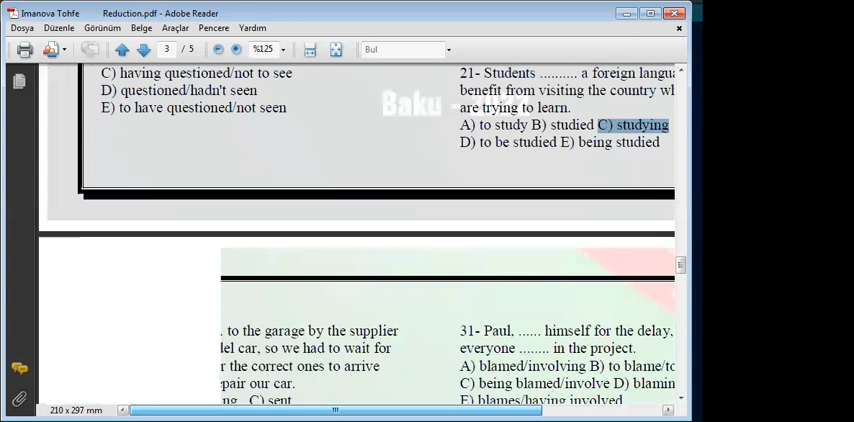 Imanova Tohfe Reduction.pdf - Adobe Reader
Dosya Düzenle Görünüm Belge Araçlar Pencere Yardım
3 / 5 %125 Bul
C) having questioned/not to see
D) questioned/hadn't seen
E) to have questioned/not seen
21- Students .......... a foreign langua
benefit from visiting the country wh
are trying to learn.
A) to study B) studied C) studying
D) to be studied E) being studied
Baku - 2022
. to the garage by the supplier
del car, so we had to wait for
r the correct ones to arrive
epair our car.
ng C) sent
31- Paul, ...... himself for the delay,
everyone ........ in the project.
A) blamed/involving B) to blame/to
C) being blamed/involve D) blamin
E) blames/having involved
210 x 297 mm